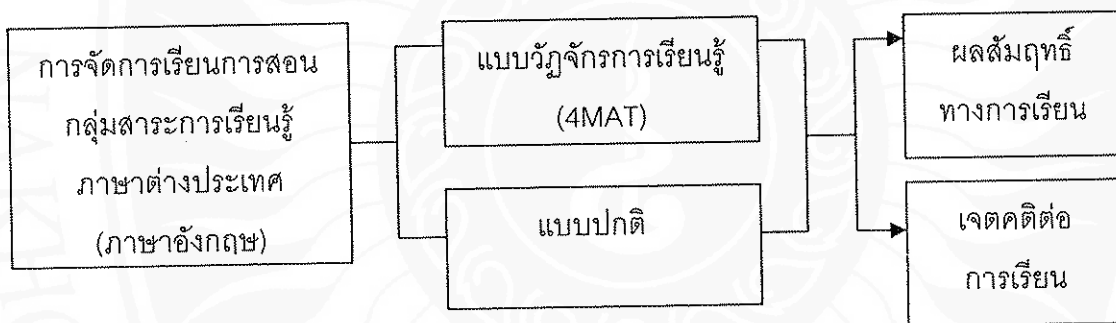 การจัดการเรียนการสอน
กลุ่มสาระการเรียนรู้
ภาษาต่างประเทศ
(ภาษาอังกฤษ)
แบบวัฏจักรการเรียนรู้
(4MAT)
แบบปกติ
ผลสัมฤทธิ์
ทางการเรียน
เจตคติต่อ
การเรียน